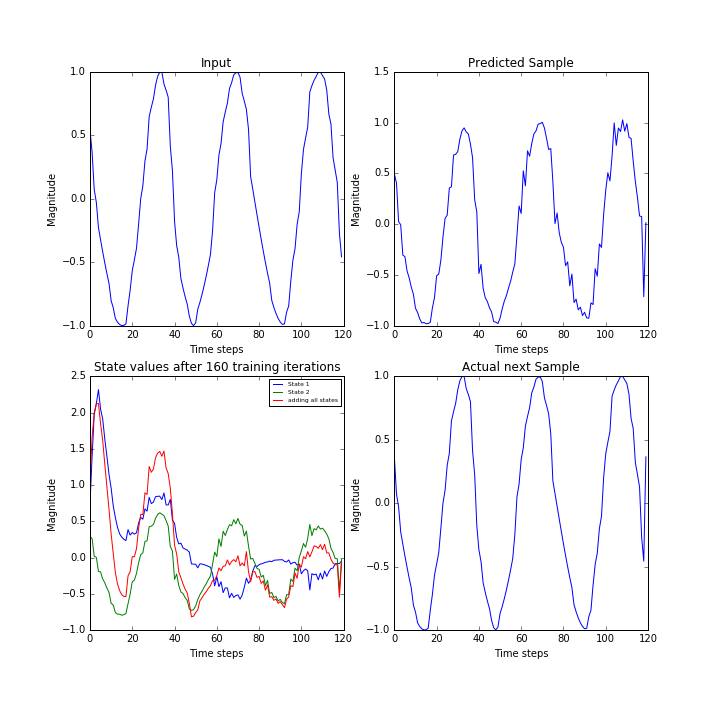 Input
Magnitude
1.0
0.5
0.0
−0.5
−1.0
0 20 40 60 80 100 120
Time steps
Predicted Sample
Magnitude
1.5
1.0
0.5
0.0
−0.5
−1.0
0 20 40 60 80 100 120
Time steps
State values after 160 training iterations
Magnitude
2.5
2.0
1.5
1.0
0.5
0.0
−0.5
−1.0
State 1
State 2
adding all states
0 20 40 60 80 100 120
Time steps
Actual next Sample
Magnitude
1.0
0.5
0.0
−0.5
−1.0
0 20 40 60 80 100 120
Time steps